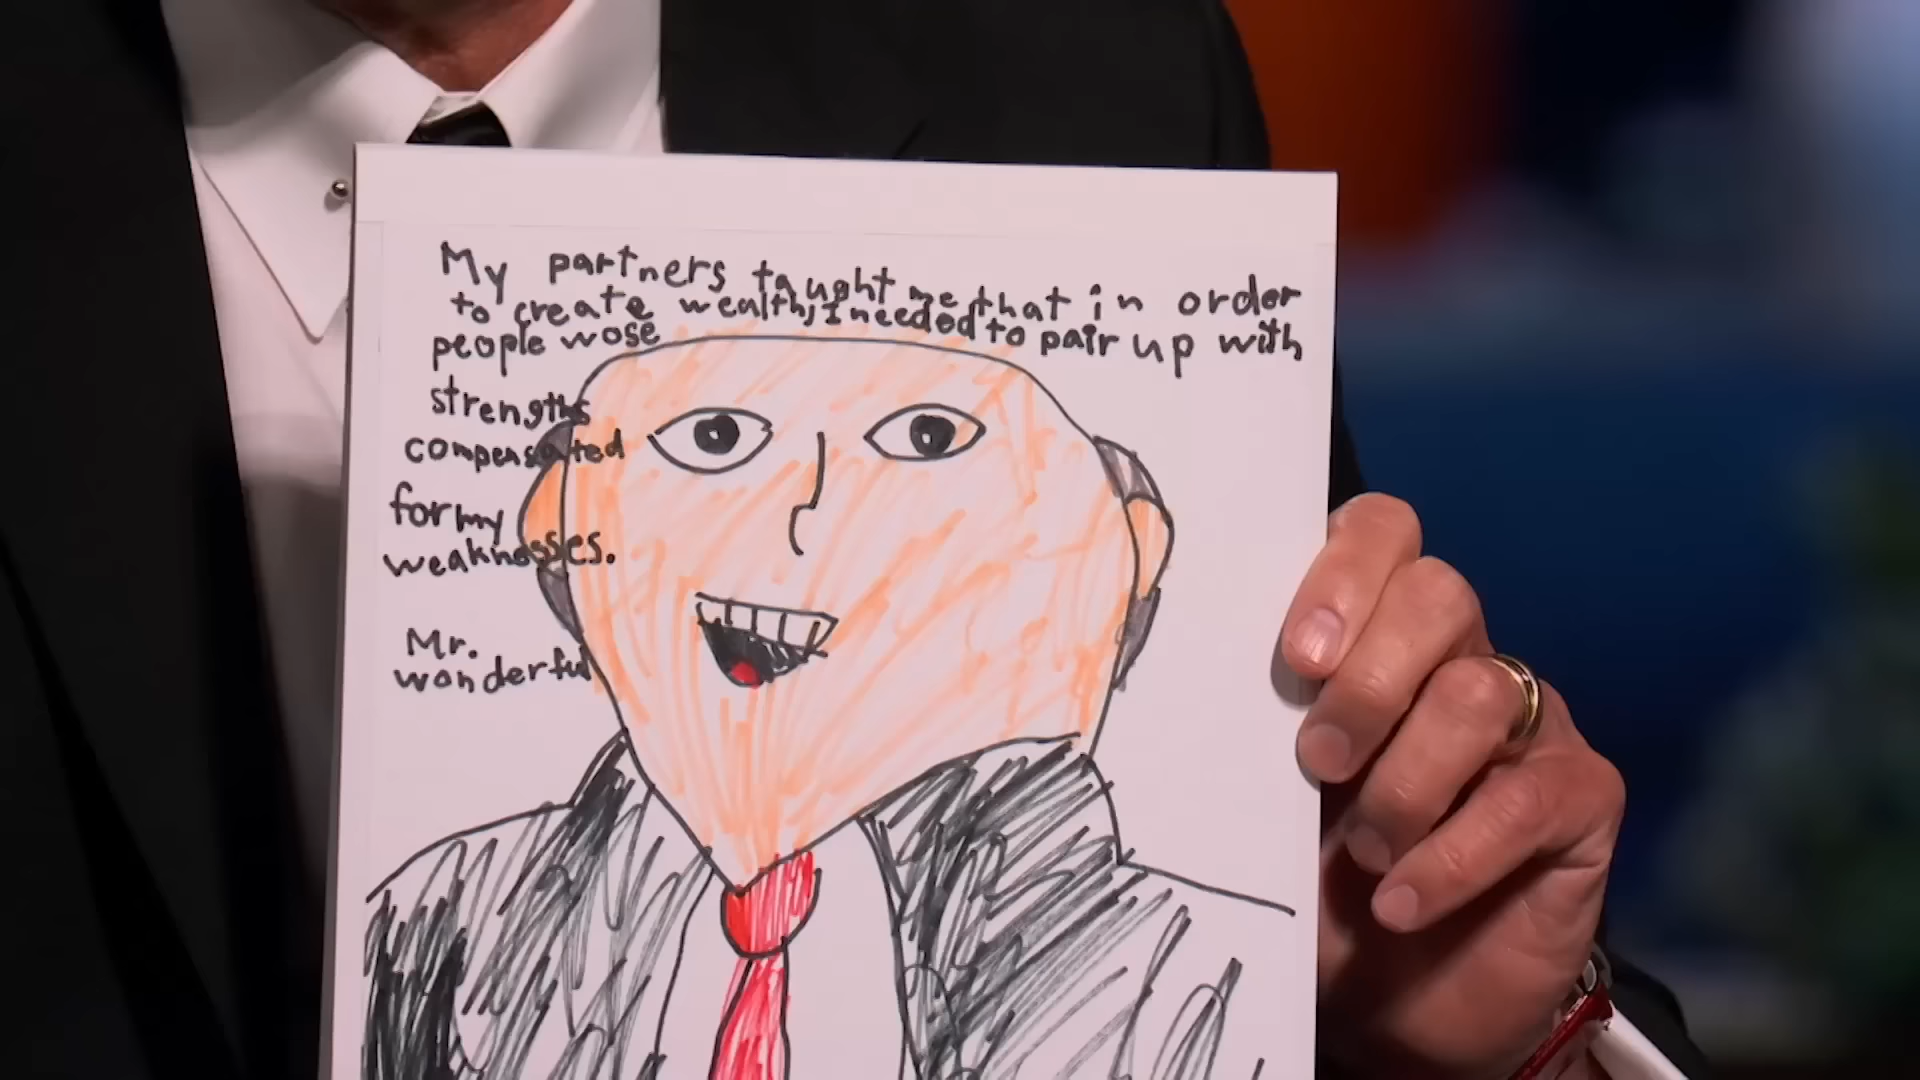 My partners taught me that in order
to create wealth, I needed to pair up with
people wose
strengths
compensated
for my
weaknesses.
Mr.
wonderful